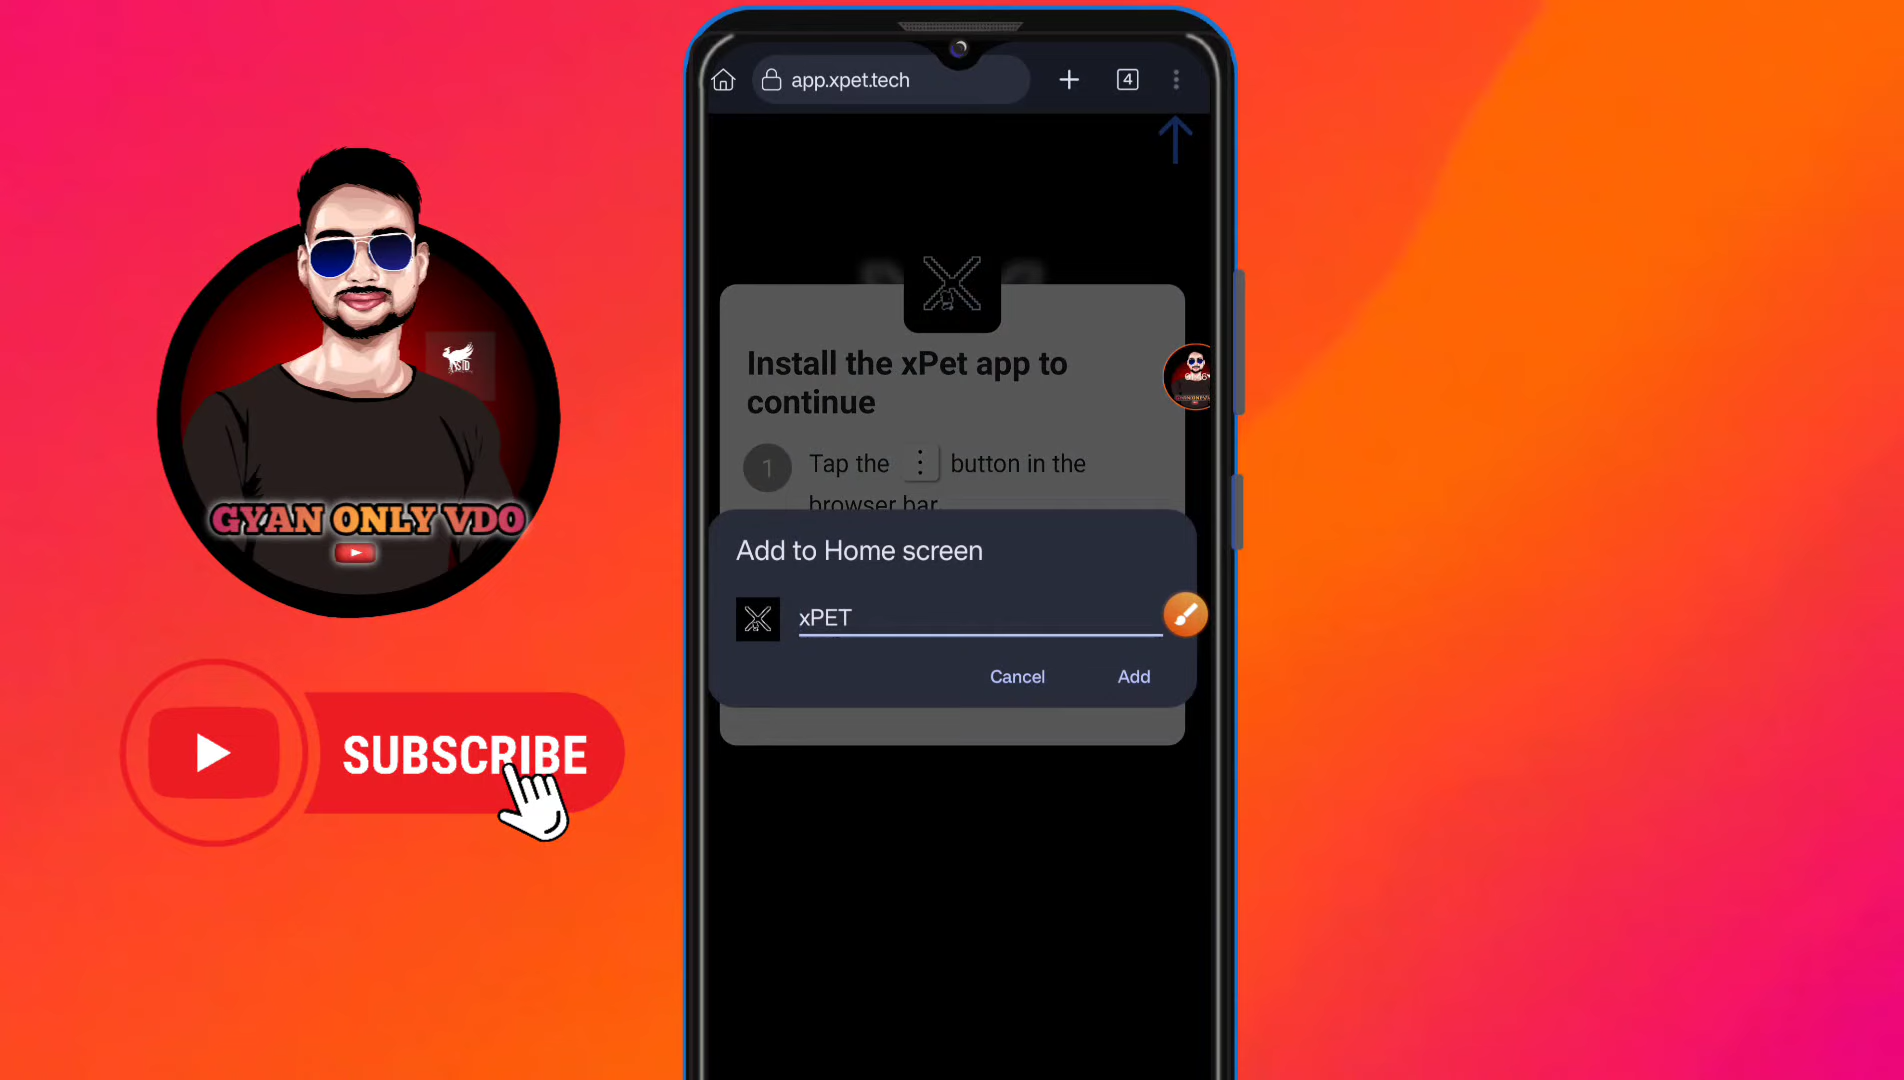 app.xpet.tech
4
Install the xPet app to
continue
1
Tap the ⋮ button in the
browser bar
Add to Home screen
xPET
Cancel
Add
STD
GYAN ONLY VDO
SUBSCRIBE